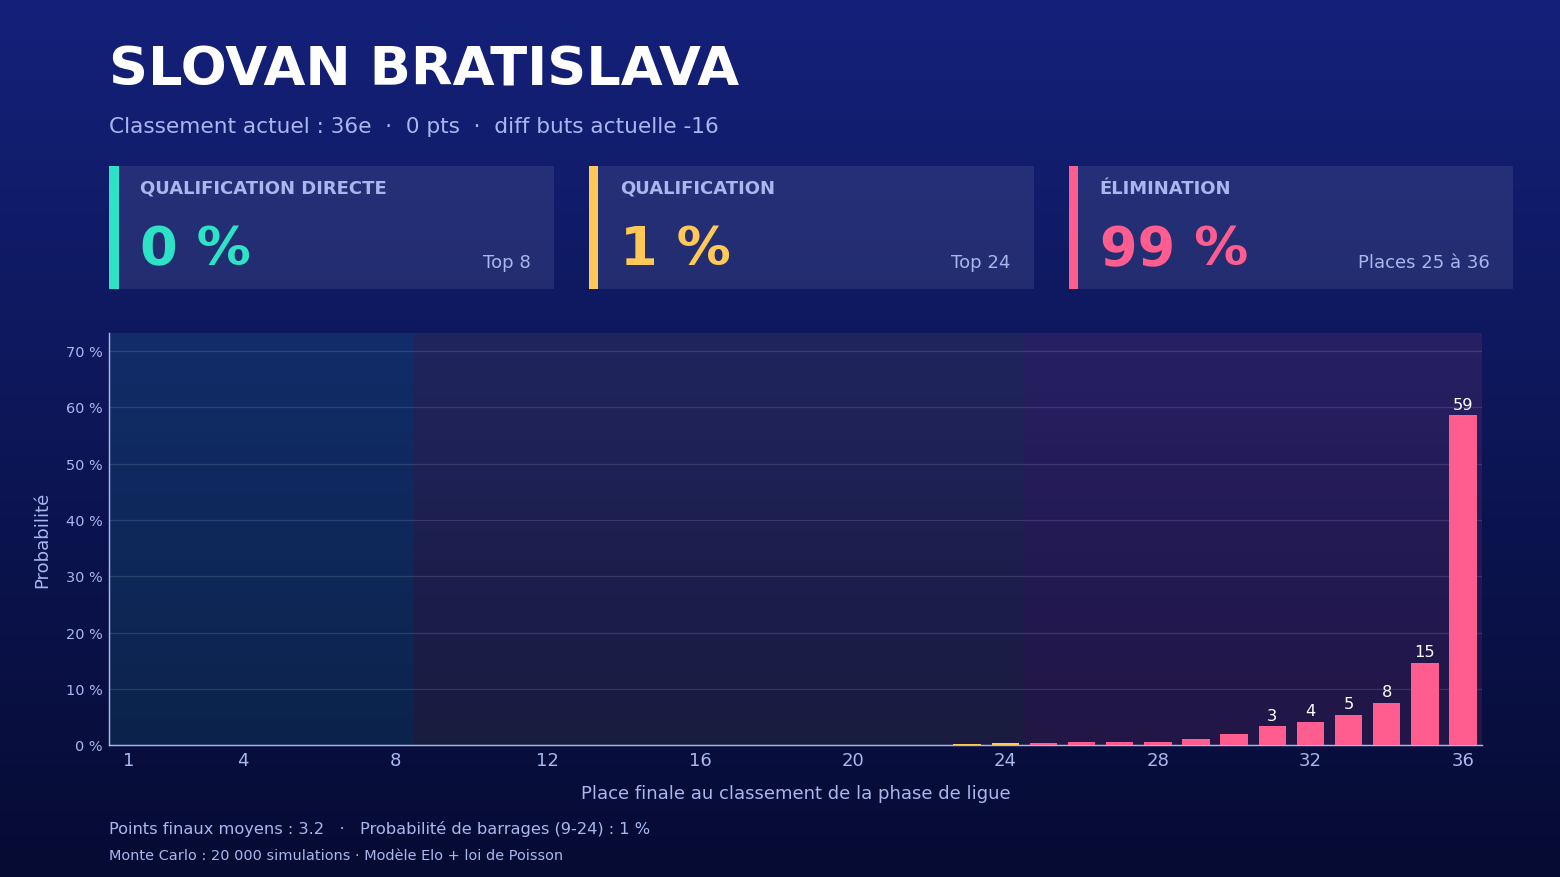 SLOVAN BRATISLAVA
Classement actuel : 36e · 0 pts · diff buts actuelle -16
QUALIFICATION DIRECTE
0 %
Top 8
QUALIFICATION
1 %
Top 24
ÉLIMINATION
99 %
Places 25 à 36
Probabilité
70 %
60 %
50 %
40 %
30 %
20 %
10 %
0 %
3
4
5
8
15
59
1 4 8 12 16 20 24 28 32 36
Place finale au classement de la phase de ligue
Points finaux moyens : 3.2 · Probabilité de barrages (9-24) : 1 %
Monte Carlo : 20 000 simulations · Modèle Elo + loi de Poisson